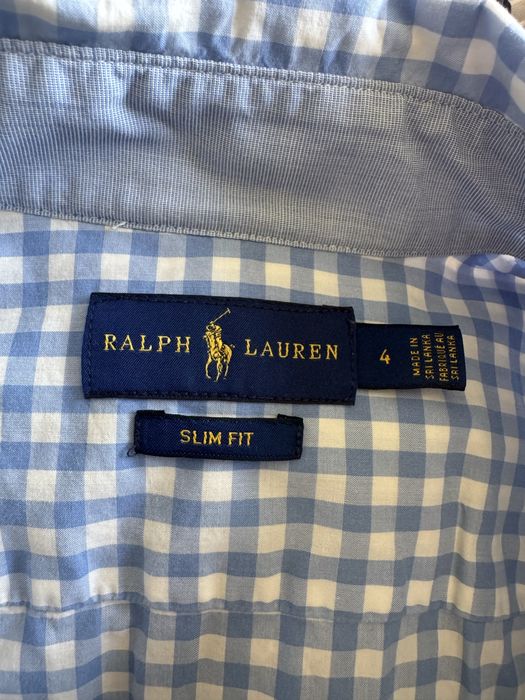 RALPH LAUREN
4
MADE IN
SRI LANKA
FABRIQUÉ AU
SRI LANKA
SLIM FIT